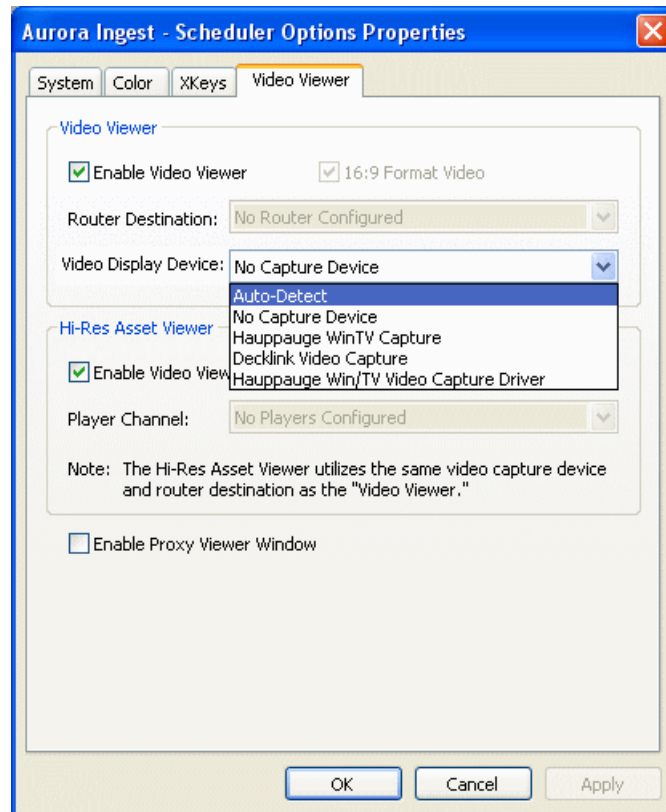 Aurora Ingest - Scheduler Options Properties
System Color XKeys Video Viewer
Video Viewer
Enable Video Viewer 16:9 Format Video
Router Destination: No Router Configured
Video Display Device: No Capture Device
Auto-Detect
No Capture Device
Hauppauge WinTV Capture
Decklink Video Capture
Hauppauge Win/TV Video Capture Driver
Hi-Res Asset Viewer
Enable Video View
Player Channel: No Players Configured
Note: The Hi-Res Asset Viewer utilizes the same video capture device
and router destination as the "Video Viewer."
Enable Proxy Viewer Window
OK Cancel Apply